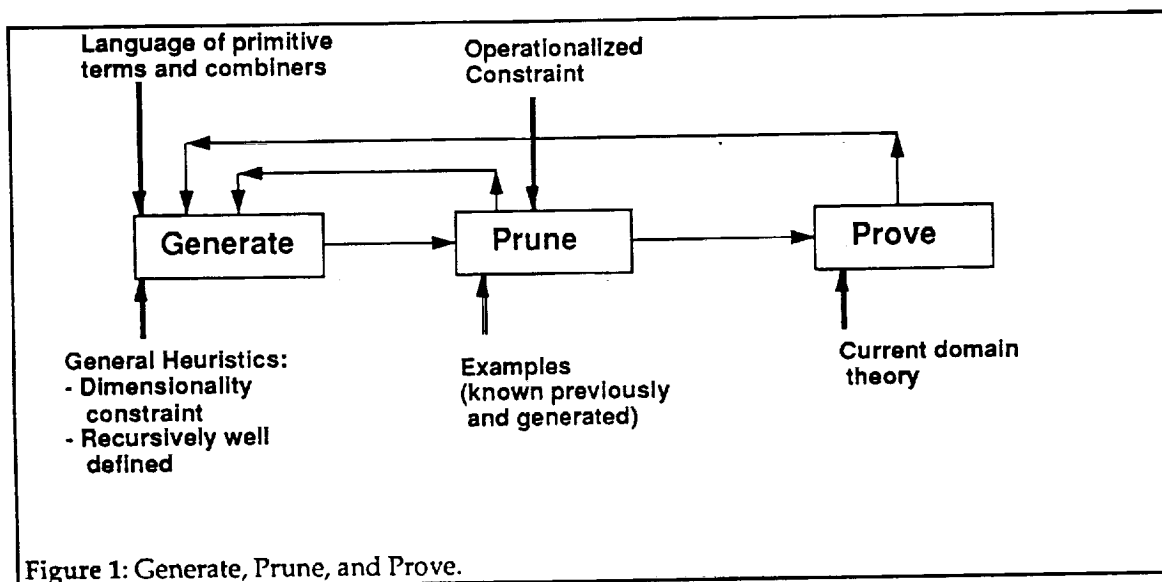 Language of primitive
terms and combiners
Operationalized
Constraint
Generate
Prune
Prove
General Heuristics:
- Dimensionality
constraint
- Recursively well
defined
Examples
(known previously
and generated)
Current domain
theory
Figure 1: Generate, Prune, and Prove.